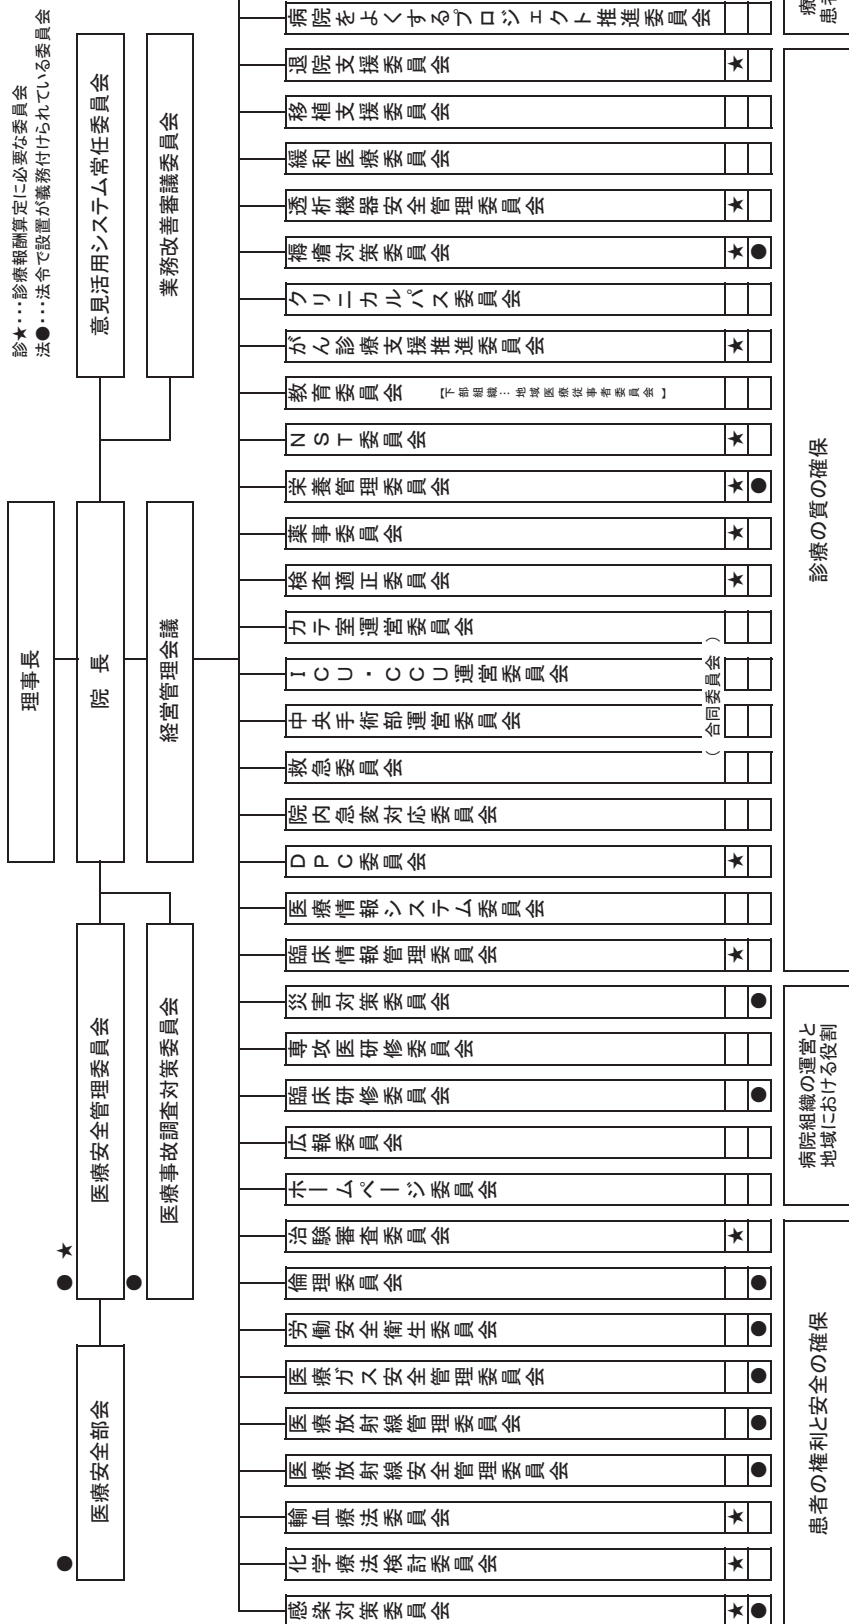 診★・・・診療報酬算定に必要な委員会
法●・・・法令で設置が義務付けられている委員会
理事長
院 長
経営管理会議
意見活用システム常任委員会
業務改善審議委員会
● ★
医療安全管理委員会
●
医療事故調査対策委員会
●
医療安全部会
感染対策委員会 ★ ●
化学療法検討委員会 ★
輸血療法委員会 ★
医療放射線安全管理委員会 ●
医療放射線管理委員会 ●
医療ガス安全管理委員会 ●
労働安全衛生委員会 ●
倫理委員会 ●
治験審査委員会 ★
患者の権利と安全の確保
ホームページ委員会
広報委員会
臨床研修委員会 ●
専攻医研修委員会
災害対策委員会 ●
病院組織の運営と
地域における役割
臨床情報管理委員会 ★
医療情報システム委員会
DPC委員会 ★
院内急変対応委員会
救急委員会
中央手術部運営委員会
ICU・CCU運営委員会
カテ室運営委員会
（ 合同委員会 ）
検査適正委員会 ★
薬事委員会 ★
栄養管理委員会 ★ ●
NST委員会 ★
教育委員会 【下部組織…地域医療従事者委員会】
がん診療支援推進委員会 ★
クリニカルパス委員会
褥瘡対策委員会 ★ ●
透析機器安全管理委員会 ★
緩和医療委員会
移植支援委員会
退院支援委員会 ★
診療の質の確保
病院をよくするプロジェクト推進委員会